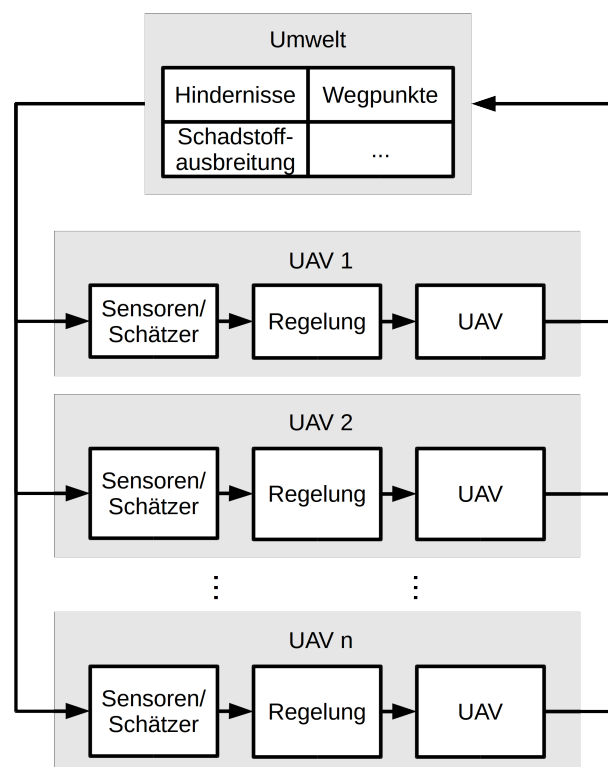 Umwelt
Hindernisse Wegpunkte
Schadstoff-
ausbreitung ...
UAV 1
Sensoren/
Schätzer Regelung UAV
UAV 2
Sensoren/
Schätzer Regelung UAV
UAV n
Sensoren/
Schätzer Regelung UAV